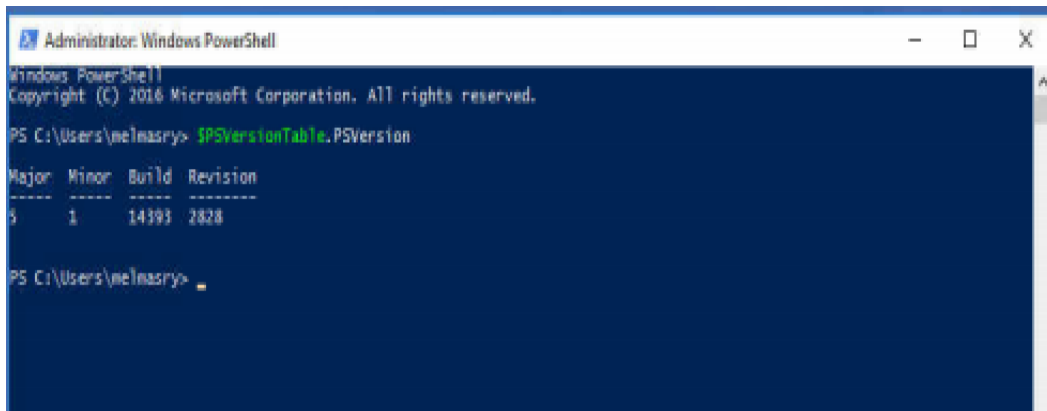 Administrator: Windows PowerShell
Windows PowerShell
Copyright (C) 2016 Microsoft Corporation. All rights reserved.
PS C:\Users\melmasry> $PSVersionTable.PSVersion
Major Minor Build Revision
----- ----- ----- --------
5 1 14393 2828
PS C:\Users\melmasry> _